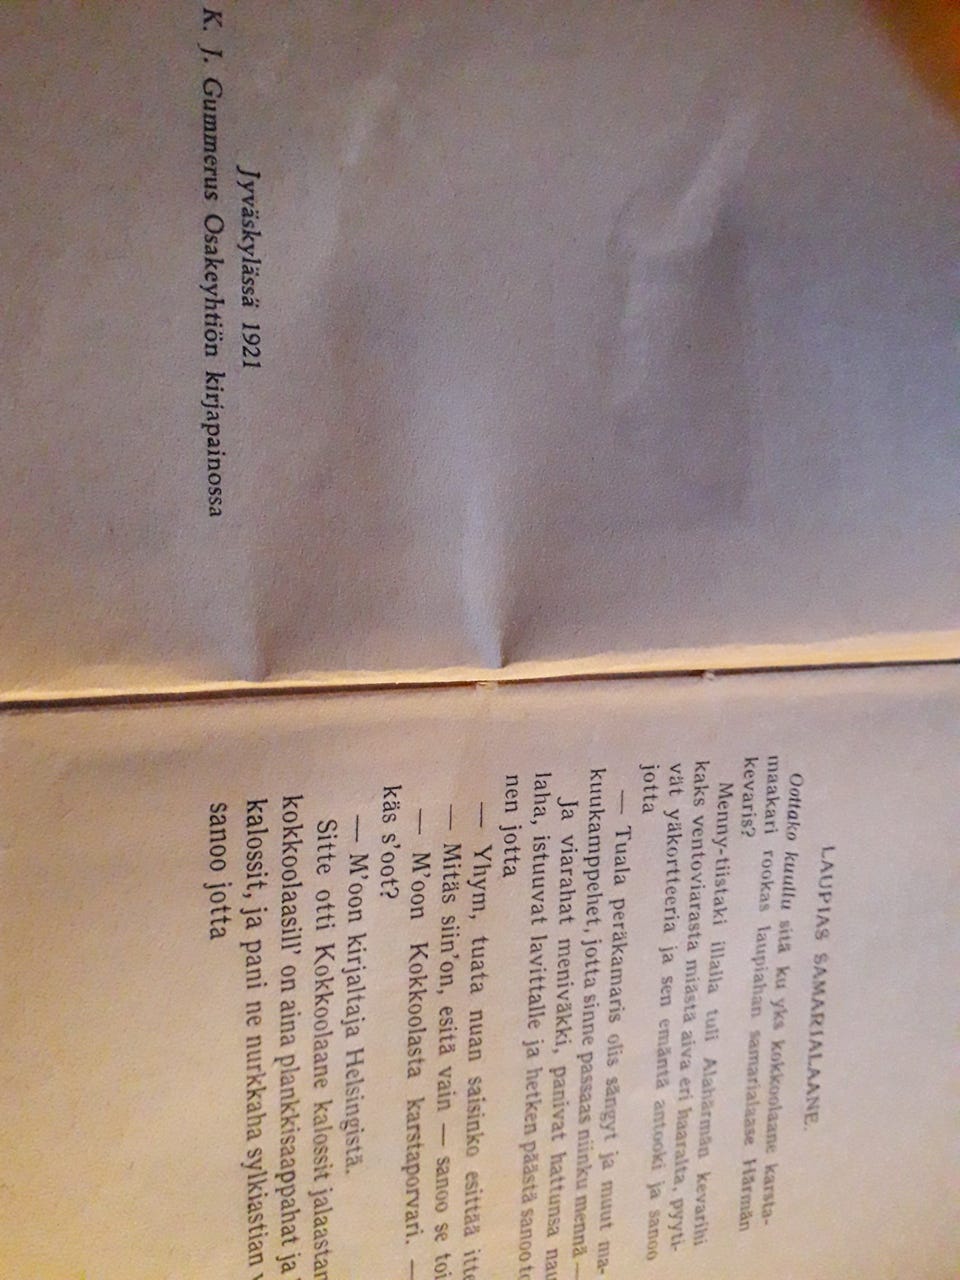 Jyväskylässä 1921
K. J. Gummerus Osakeyhtiön kirjapainossa
LAUPIAS SAMARIALAANE.
Oottako kuullu sitä ku yks kokkoolaane karsta-
maakari rookas laupiahan samarialaase Härmän
kevaris?
Menny-tiistaki illalla tuli Alahärmän kevarihi
kaks ventoviarasta miästä aiva eri haaralta, pyyti-
vät yäkortteeria ja sen emäntä antooki ja sanoo
jotta
— Tuala peräkamaris olis sängyt ja muut ma-
kuukamppehet, jotta sinne passaas niinku mennä —
Ja viarahat meniväkki, panivat hattunsa
laha, istuuvat lavittalle ja hetken päästä sanoo
nen jotta
— Yhym, tuata nuan saisinko esittää
— Mitäs siin'on, esitä vain — sanoo se
— M'oon Kokkoolasta karstaporvari. —
käs s'oot?
— M'oon kirjaltaja Helsingistä.
Sitte otti Kokkoolaane kalossit
kokkoolaasill' on aina plankkisaappahat ja
kalossit, ja pani ne nurkkaha sylkiastian
sanoo jotta